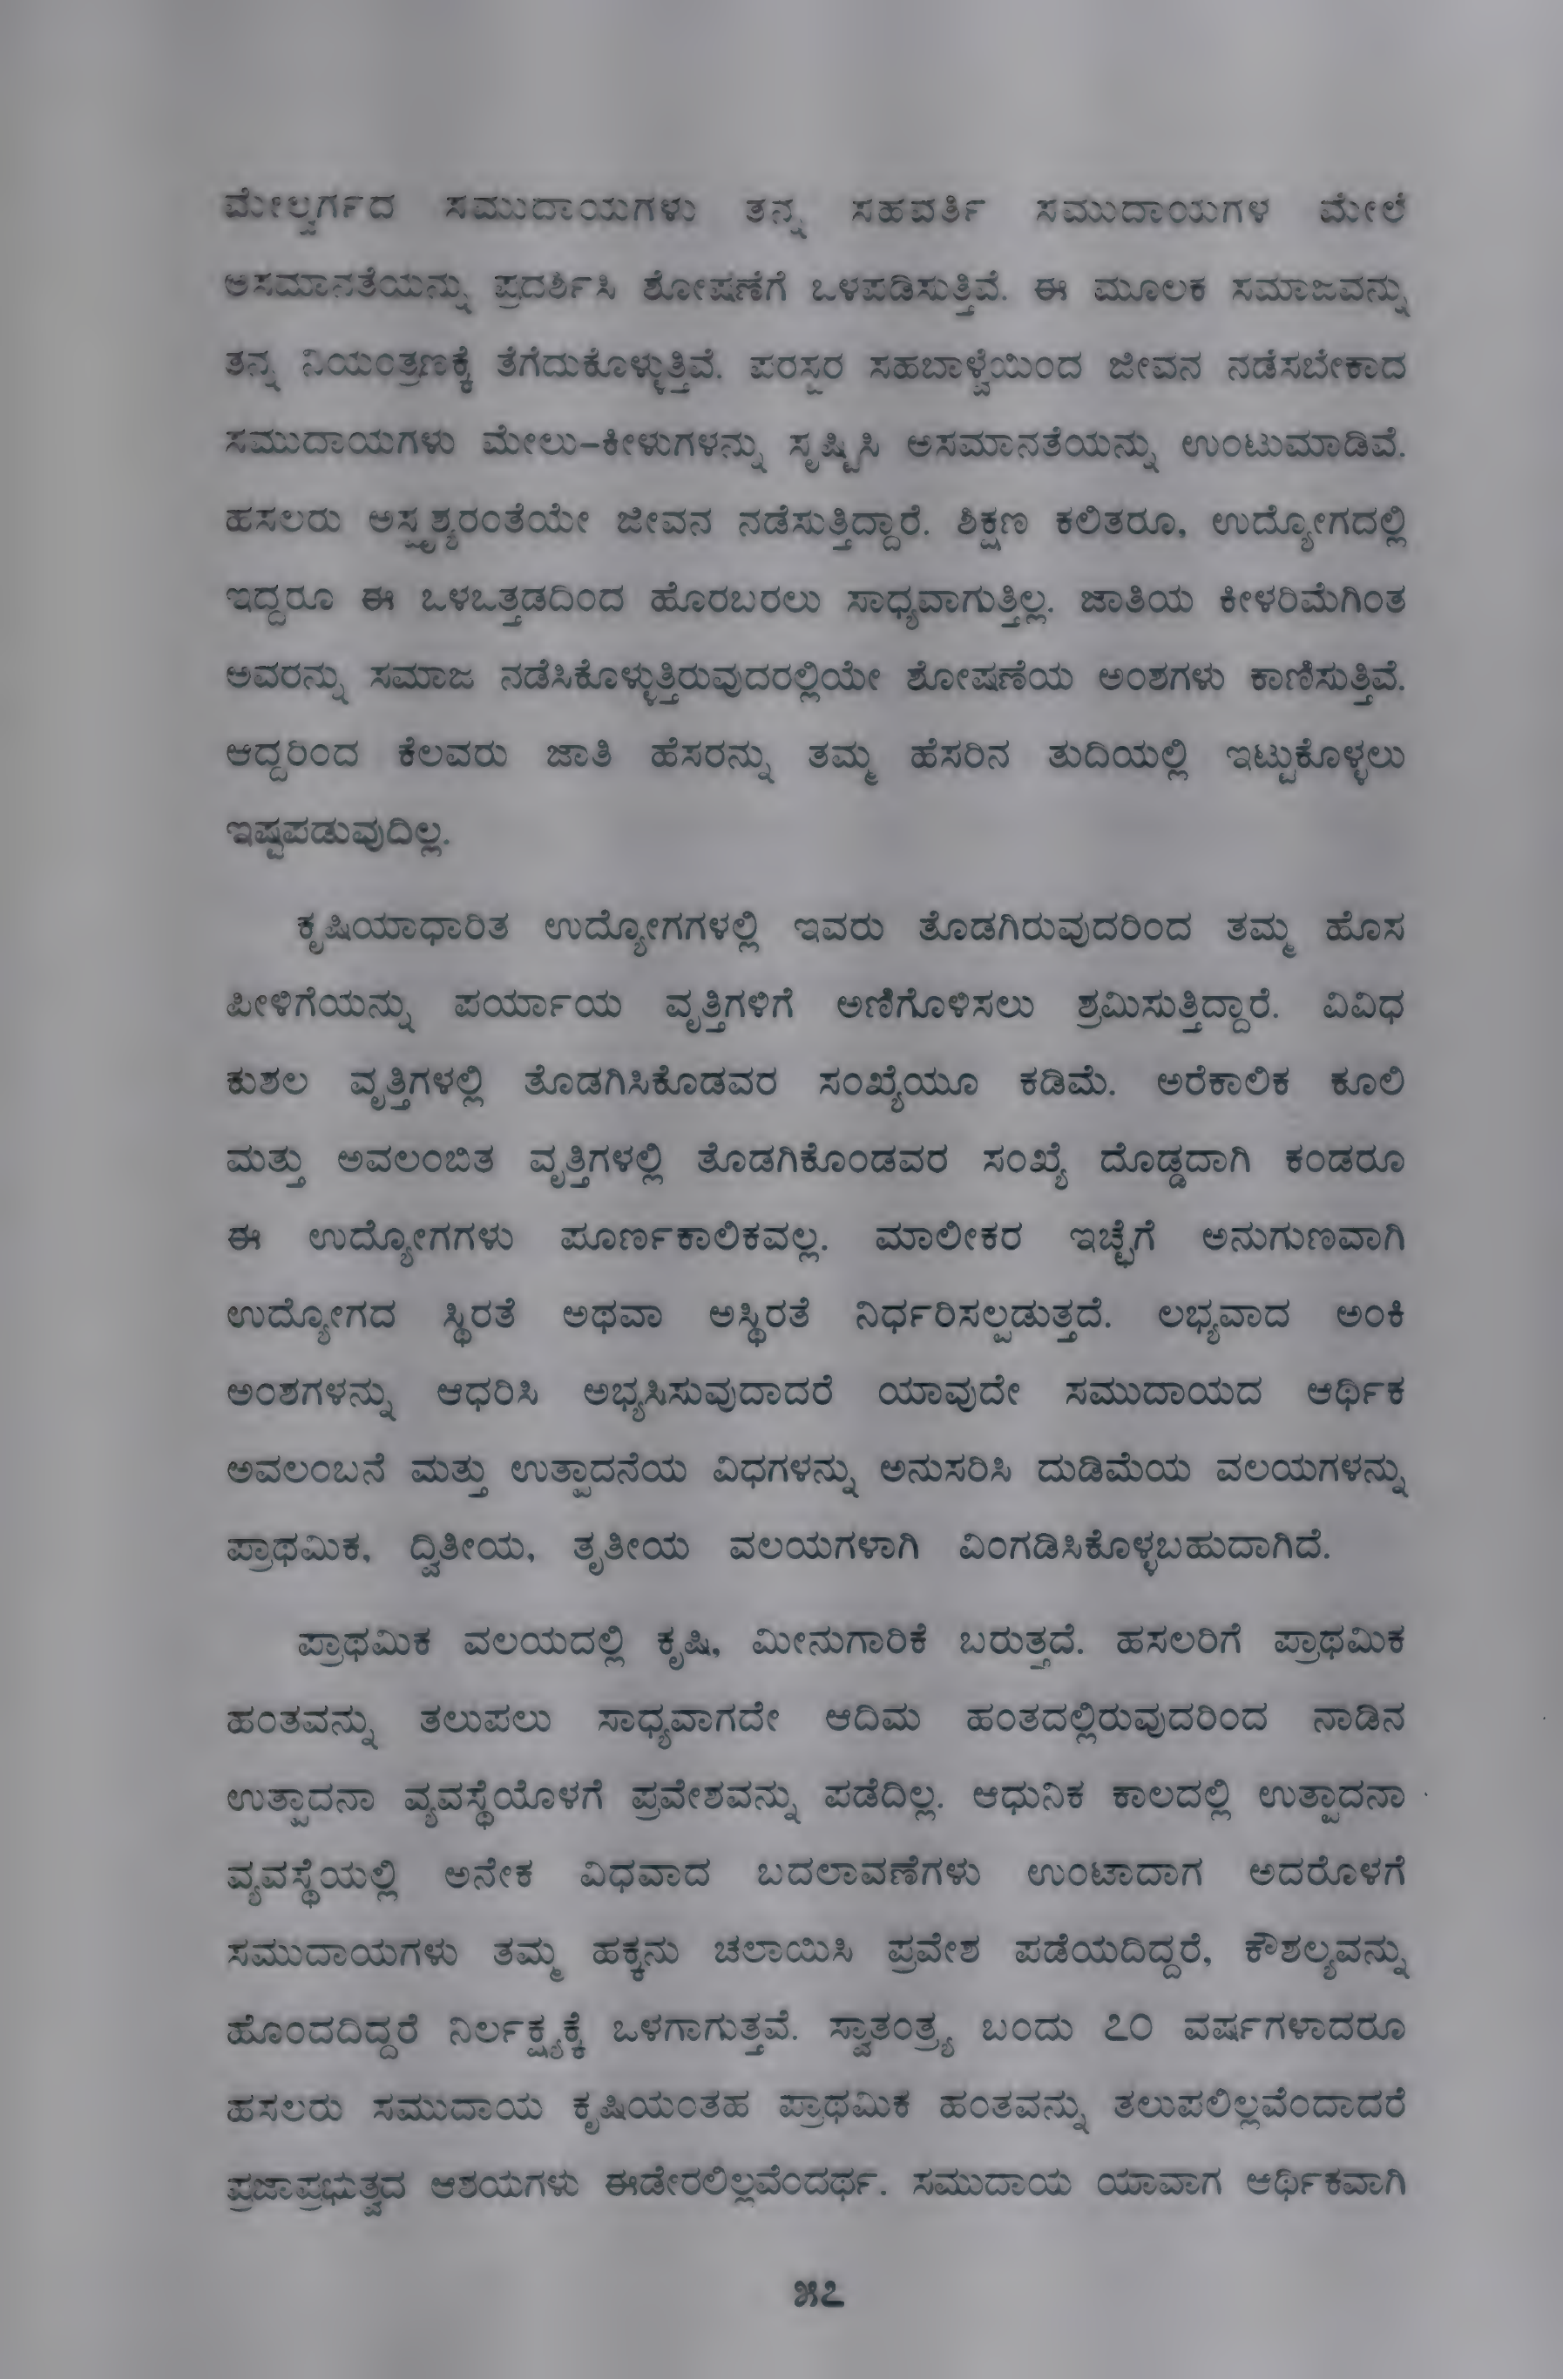 ಮೇಲ್ವರ್ಗದ ಸಮುದಾಯಗಳು ತನ್ನ ಸಹವರ್ತಿ ಸಮುದಾಯಗಳ ಮೇಲೆ
ಅಸಮಾನತೆಯನ್ನು ಪ್ರದರ್ಶಿಸಿ ಶೋಷಣೆಗೆ ಒಳಪಡಿಸುತ್ತಿವೆ. ಈ ಮೂಲಕ ಸಮಾಜವನ್ನು
ತನ್ನ ನಿಯಂತ್ರಣಕ್ಕೆ ತೆಗೆದುಕೊಳ್ಳುತ್ತಿವೆ. ಪರಸ್ಪರ ಸಹಬಾಳ್ವೆಯಿಂದ ಜೀವನ ನಡೆಸಬೇಕಾದ
ಸಮುದಾಯಗಳು ಮೇಲು–ಕೀಳುಗಳನ್ನು ಸೃಷ್ಟಿಸಿ ಅಸಮಾನತೆಯನ್ನು ಉಂಟುಮಾಡಿವೆ.
ಹಸಲರು ಅಸ್ಪೃಶ್ಯರಂತೆಯೇ ಜೀವನ ನಡೆಸುತ್ತಿದ್ದಾರೆ. ಶಿಕ್ಷಣ ಕಲಿತರೂ, ಉದ್ಯೋಗದಲ್ಲಿ
ಇದ್ದರೂ ಈ ಒಳಒತ್ತಡದಿಂದ ಹೊರಬರಲು ಸಾಧ್ಯವಾಗುತ್ತಿಲ್ಲ. ಜಾತಿಯ ಕೀಳರಿಮೆಗಿಂತ
ಅವರನ್ನು ಸಮಾಜ ನಡೆಸಿಕೊಳ್ಳುತ್ತಿರುವುದರಲ್ಲಿಯೇ ಶೋಷಣೆಯ ಅಂಶಗಳು ಕಾಣಿಸುತ್ತಿವೆ.
ಆದ್ದರಿಂದ ಕೆಲವರು ಜಾತಿ ಹೆಸರನ್ನು ತಮ್ಮ ಹೆಸರಿನ ತುದಿಯಲ್ಲಿ ಇಟ್ಟುಕೊಳ್ಳಲು
ಇಷ್ಟಪಡುವುದಿಲ್ಲ.
ಕೃಷಿಯಾಧಾರಿತ ಉದ್ಯೋಗಗಳಲ್ಲಿ ಇವರು ತೊಡಗಿರುವುದರಿಂದ ತಮ್ಮ ಹೊಸ
ಪೀಳಿಗೆಯನ್ನು ಪರ್ಯಾಯ ವೃತ್ತಿಗಳಿಗೆ ಅಣಿಗೊಳಿಸಲು ಶ್ರಮಿಸುತ್ತಿದ್ದಾರೆ. ವಿವಿಧ
ಕುಶಲ ವೃತ್ತಿಗಳಲ್ಲಿ ತೊಡಗಿಸಿಕೊಡವರ ಸಂಖ್ಯೆಯೂ ಕಡಿಮೆ. ಅರೆಕಾಲಿಕ ಕೂಲಿ
ಮತ್ತು ಅವಲಂಬಿತ ವೃತ್ತಿಗಳಲ್ಲಿ ತೊಡಗಿಕೊಂಡವರ ಸಂಖ್ಯೆ ದೊಡ್ಡದಾಗಿ ಕಂಡರೂ
ಈ ಉದ್ಯೋಗಗಳು ಪೂರ್ಣಕಾಲಿಕವಲ್ಲ. ಮಾಲೀಕರ ಇಚ್ಛೆಗೆ ಅನುಗುಣವಾಗಿ
ಉದ್ಯೋಗದ ಸ್ಥಿರತೆ ಅಥವಾ ಅಸ್ಥಿರತೆ ನಿರ್ಧರಿಸಲ್ಪಡುತ್ತದೆ. ಲಭ್ಯವಾದ ಅಂಕಿ
ಅಂಶಗಳನ್ನು ಆಧರಿಸಿ ಅಭ್ಯಸಿಸುವುದಾದರೆ ಯಾವುದೇ ಸಮುದಾಯದ ಆರ್ಥಿಕ
ಅವಲಂಬನೆ ಮತ್ತು ಉತ್ಪಾದನೆಯ ವಿಧಗಳನ್ನು ಅನುಸರಿಸಿ ದುಡಿಮೆಯ ವಲಯಗಳನ್ನು
ಪ್ರಾಥಮಿಕ, ದ್ವಿತೀಯ, ತೃತೀಯ ವಲಯಗಳಾಗಿ ವಿಂಗಡಿಸಿಕೊಳ್ಳಬಹುದಾಗಿದೆ.
ಪ್ರಾಥಮಿಕ ವಲಯದಲ್ಲಿ ಕೃಷಿ, ಮೀನುಗಾರಿಕೆ ಬರುತ್ತದೆ. ಹಸಲರಿಗೆ ಪ್ರಾಥಮಿಕ
ಹಂತವನ್ನು ತಲುಪಲು ಸಾಧ್ಯವಾಗದೇ ಆದಿಮ ಹಂತದಲ್ಲಿರುವುದರಿಂದ ನಾಡಿನ
ಉತ್ಪಾದನಾ ವ್ಯವಸ್ಥೆಯೊಳಗೆ ಪ್ರವೇಶವನ್ನು ಪಡೆದಿಲ್ಲ. ಆಧುನಿಕ ಕಾಲದಲ್ಲಿ ಉತ್ಪಾದನಾ
ವ್ಯವಸ್ಥೆಯಲ್ಲಿ ಅನೇಕ ವಿಧವಾದ ಬದಲಾವಣೆಗಳು ಉಂಟಾದಾಗ ಅದರೊಳಗೆ
ಸಮುದಾಯಗಳು ತಮ್ಮ ಹಕ್ಕನು ಚಲಾಯಿಸಿ ಪ್ರವೇಶ ಪಡೆಯದಿದ್ದರೆ, ಕೌಶಲ್ಯವನ್ನು
ಹೊಂದದಿದ್ದರೆ ನಿರ್ಲಕ್ಷ್ಯಕ್ಕೆ ಒಳಗಾಗುತ್ತವೆ. ಸ್ವಾತಂತ್ರ್ಯ ಬಂದು ೭೦ ವರ್ಷಗಳಾದರೂ
ಹಸಲರು ಸಮುದಾಯ ಕೃಷಿಯಂತಹ ಪ್ರಾಥಮಿಕ ಹಂತವನ್ನು ತಲುಪಲಿಲ್ಲವೆಂದಾದರೆ
ಪ್ರಜಾಪ್ರಭುತ್ವದ ಆಶಯಗಳು ಈಡೇರಲಿಲ್ಲವೆಂದರ್ಥ. ಸಮುದಾಯ ಯಾವಾಗ ಆರ್ಥಿಕವಾಗಿ
೫೭